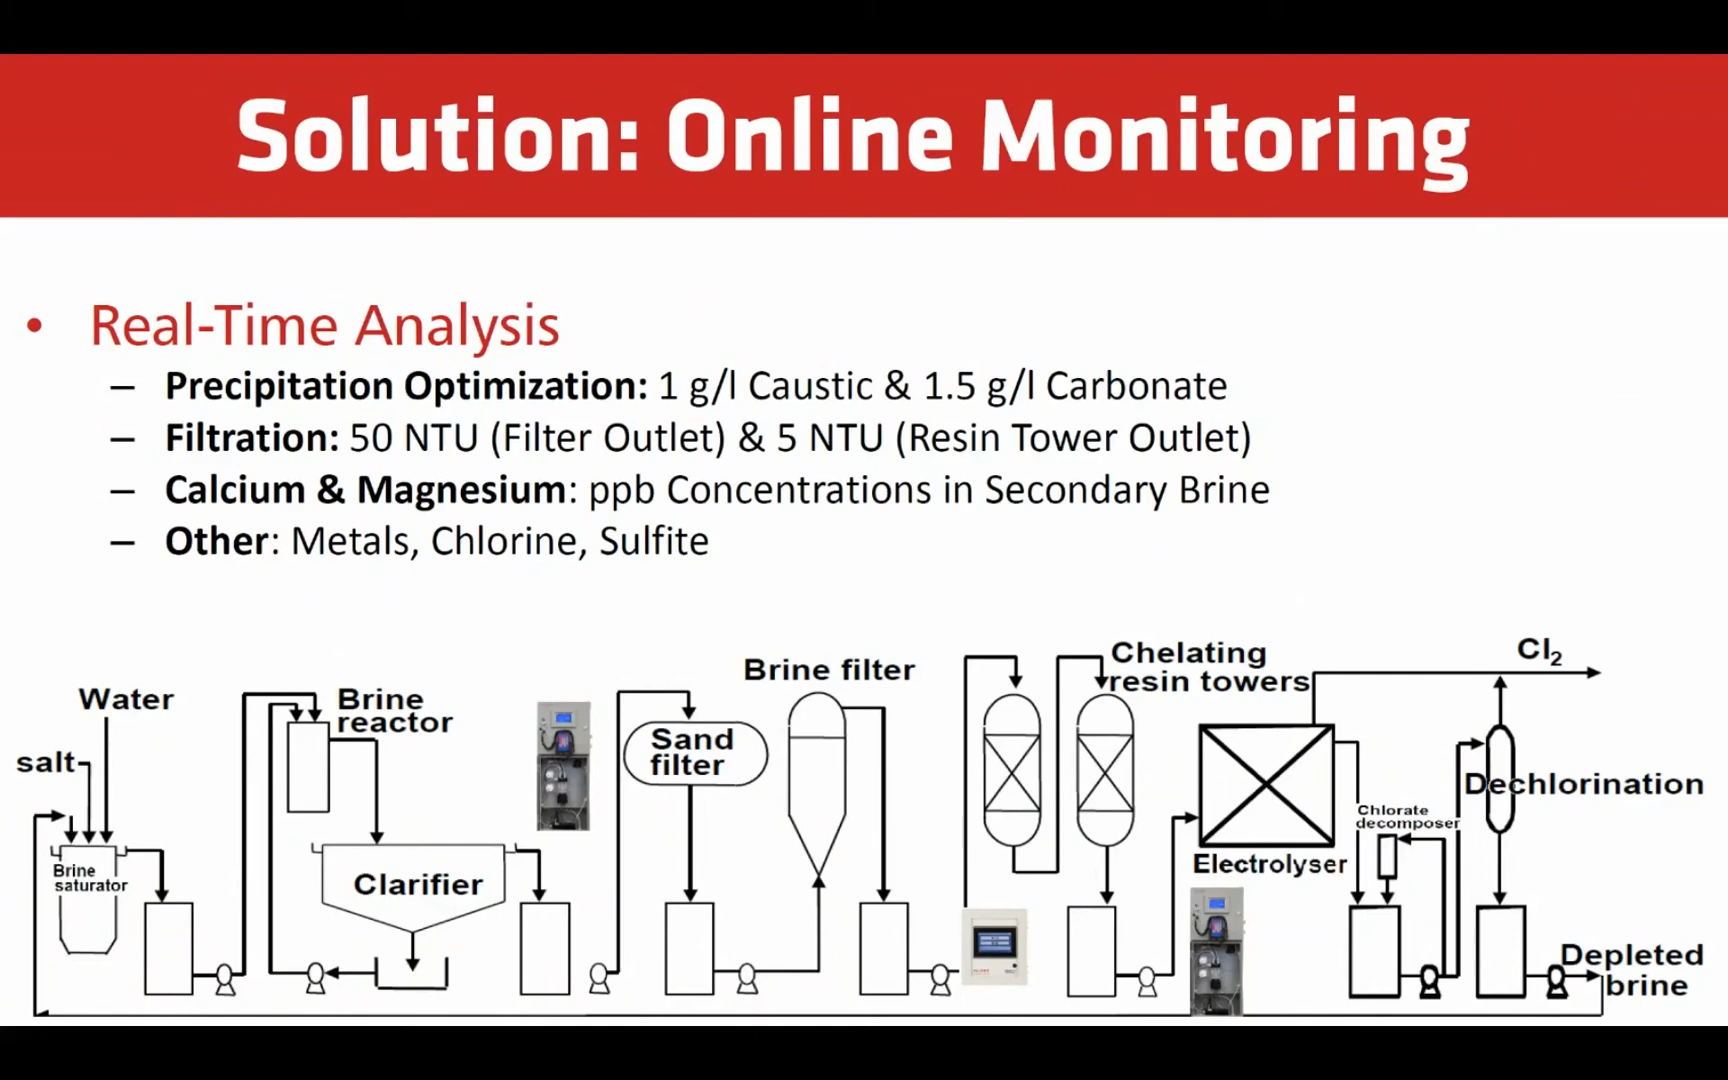 Solution: Online Monitoring
• Real-Time Analysis
– Precipitation Optimization: 1 g/l Caustic & 1.5 g/l Carbonate
– Filtration: 50 NTU (Filter Outlet) & 5 NTU (Resin Tower Outlet)
– Calcium & Magnesium: ppb Concentrations in Secondary Brine
– Other: Metals, Chlorine, Sulfite
Water
salt
Brine
saturator
Brine
reactor
Clarifier
Sand
filter
Brine filter
Chelating
resin towers
Electrolyser
Cl₂
Chlorate
decomposer
Dechlorination
Depleted
brine